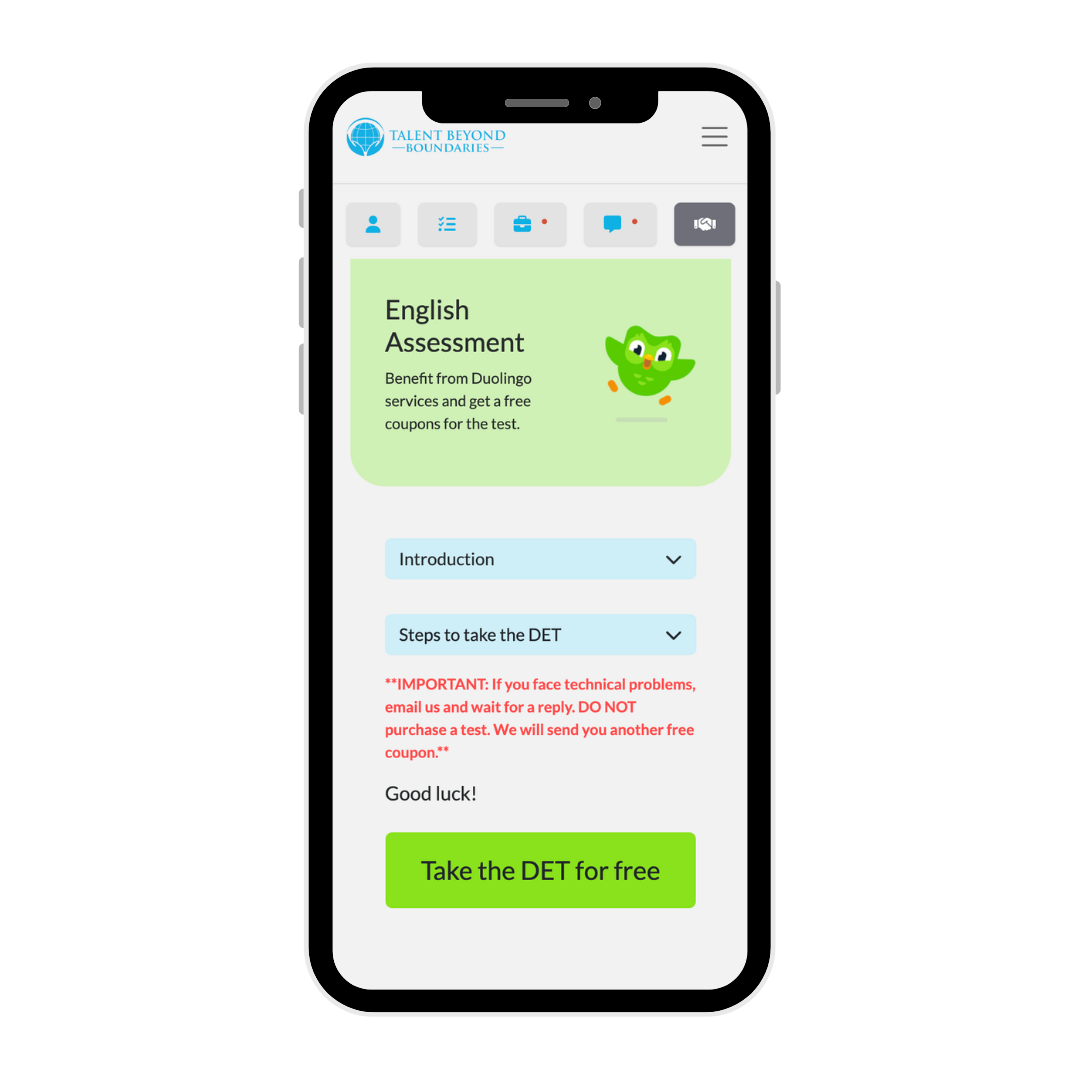 TALENT BEYOND
—BOUNDARIES—
English
Assessment
Benefit from Duolingo
services and get a free
coupons for the test.
Introduction
Steps to take the DET
**IMPORTANT: If you face technical problems,
email us and wait for a reply. DO NOT
purchase a test. We will send you another free
coupon.**
Good luck!
Take the DET for free